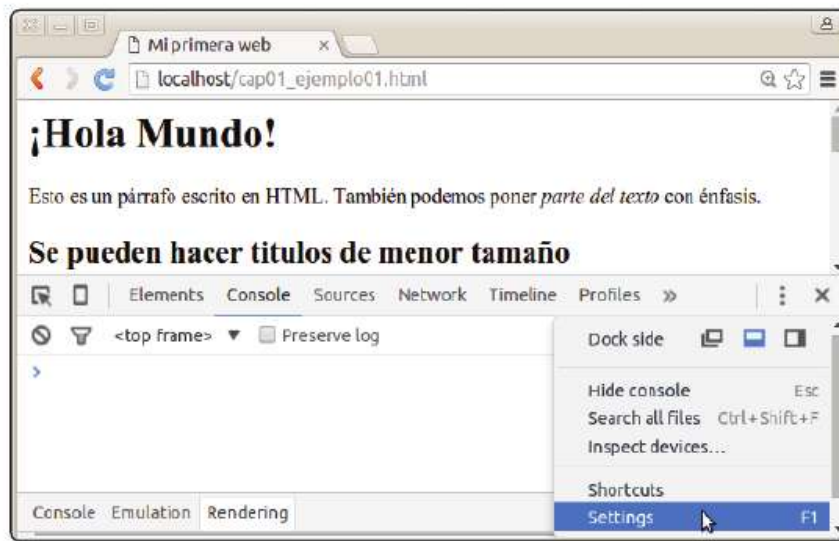 Mi primera web
localhost/cap01_ejemplo01.html
¡Hola Mundo!
Esto es un párrafo escrito en HTML. También podemos poner parte del texto con énfasis.
Se pueden hacer titulos de menor tamaño
Elements Console Sources Network Timeline Profiles »
<top frame> ▼ Preserve log
Dock side
>
Hide console Esc
Search all files Ctrl+Shift+F
Inspect devices...
Shortcuts
Console Emulation Rendering
Settings F1